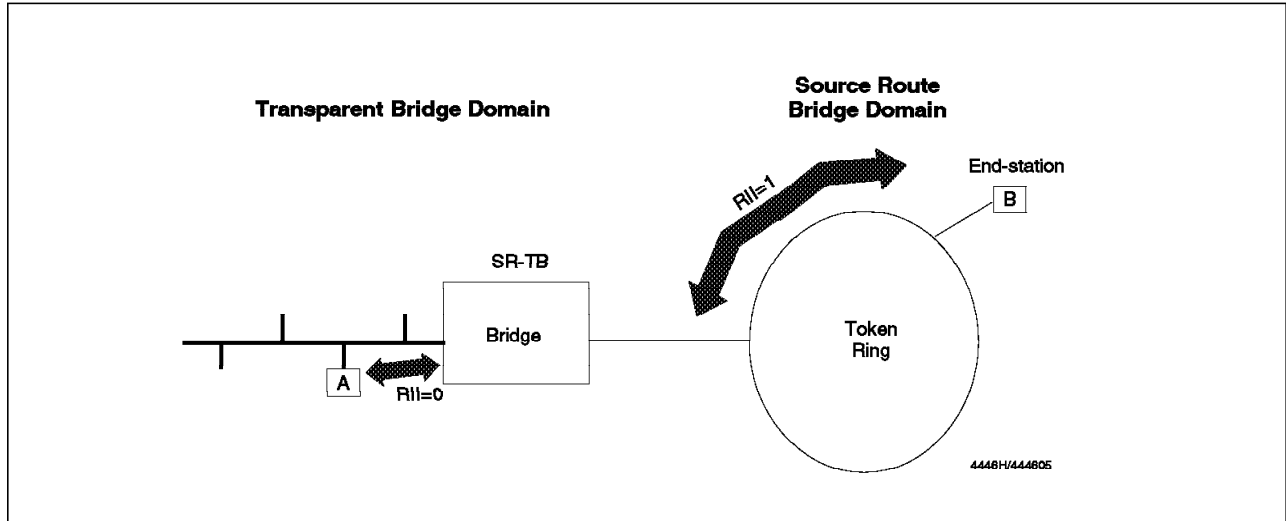 Transparent Bridge Domain
Source Route
Bridge Domain
End-station
B
RII=1
SR-TB
Bridge
Token
Ring
A
RII=0
4446H/444605